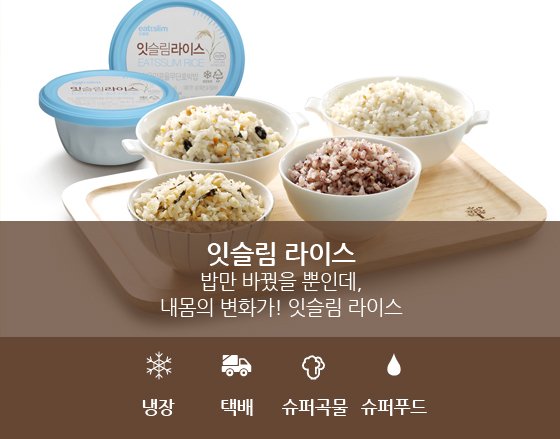 eatsslim
잇슬림라이스
EATSSLIM RICE
잇슬림라이스
잇슬림 라이스
밥만 바꿨을 뿐인데,
내몸의 변화가! 잇슬림 라이스
냉장 택배 슈퍼곡물 슈퍼푸드